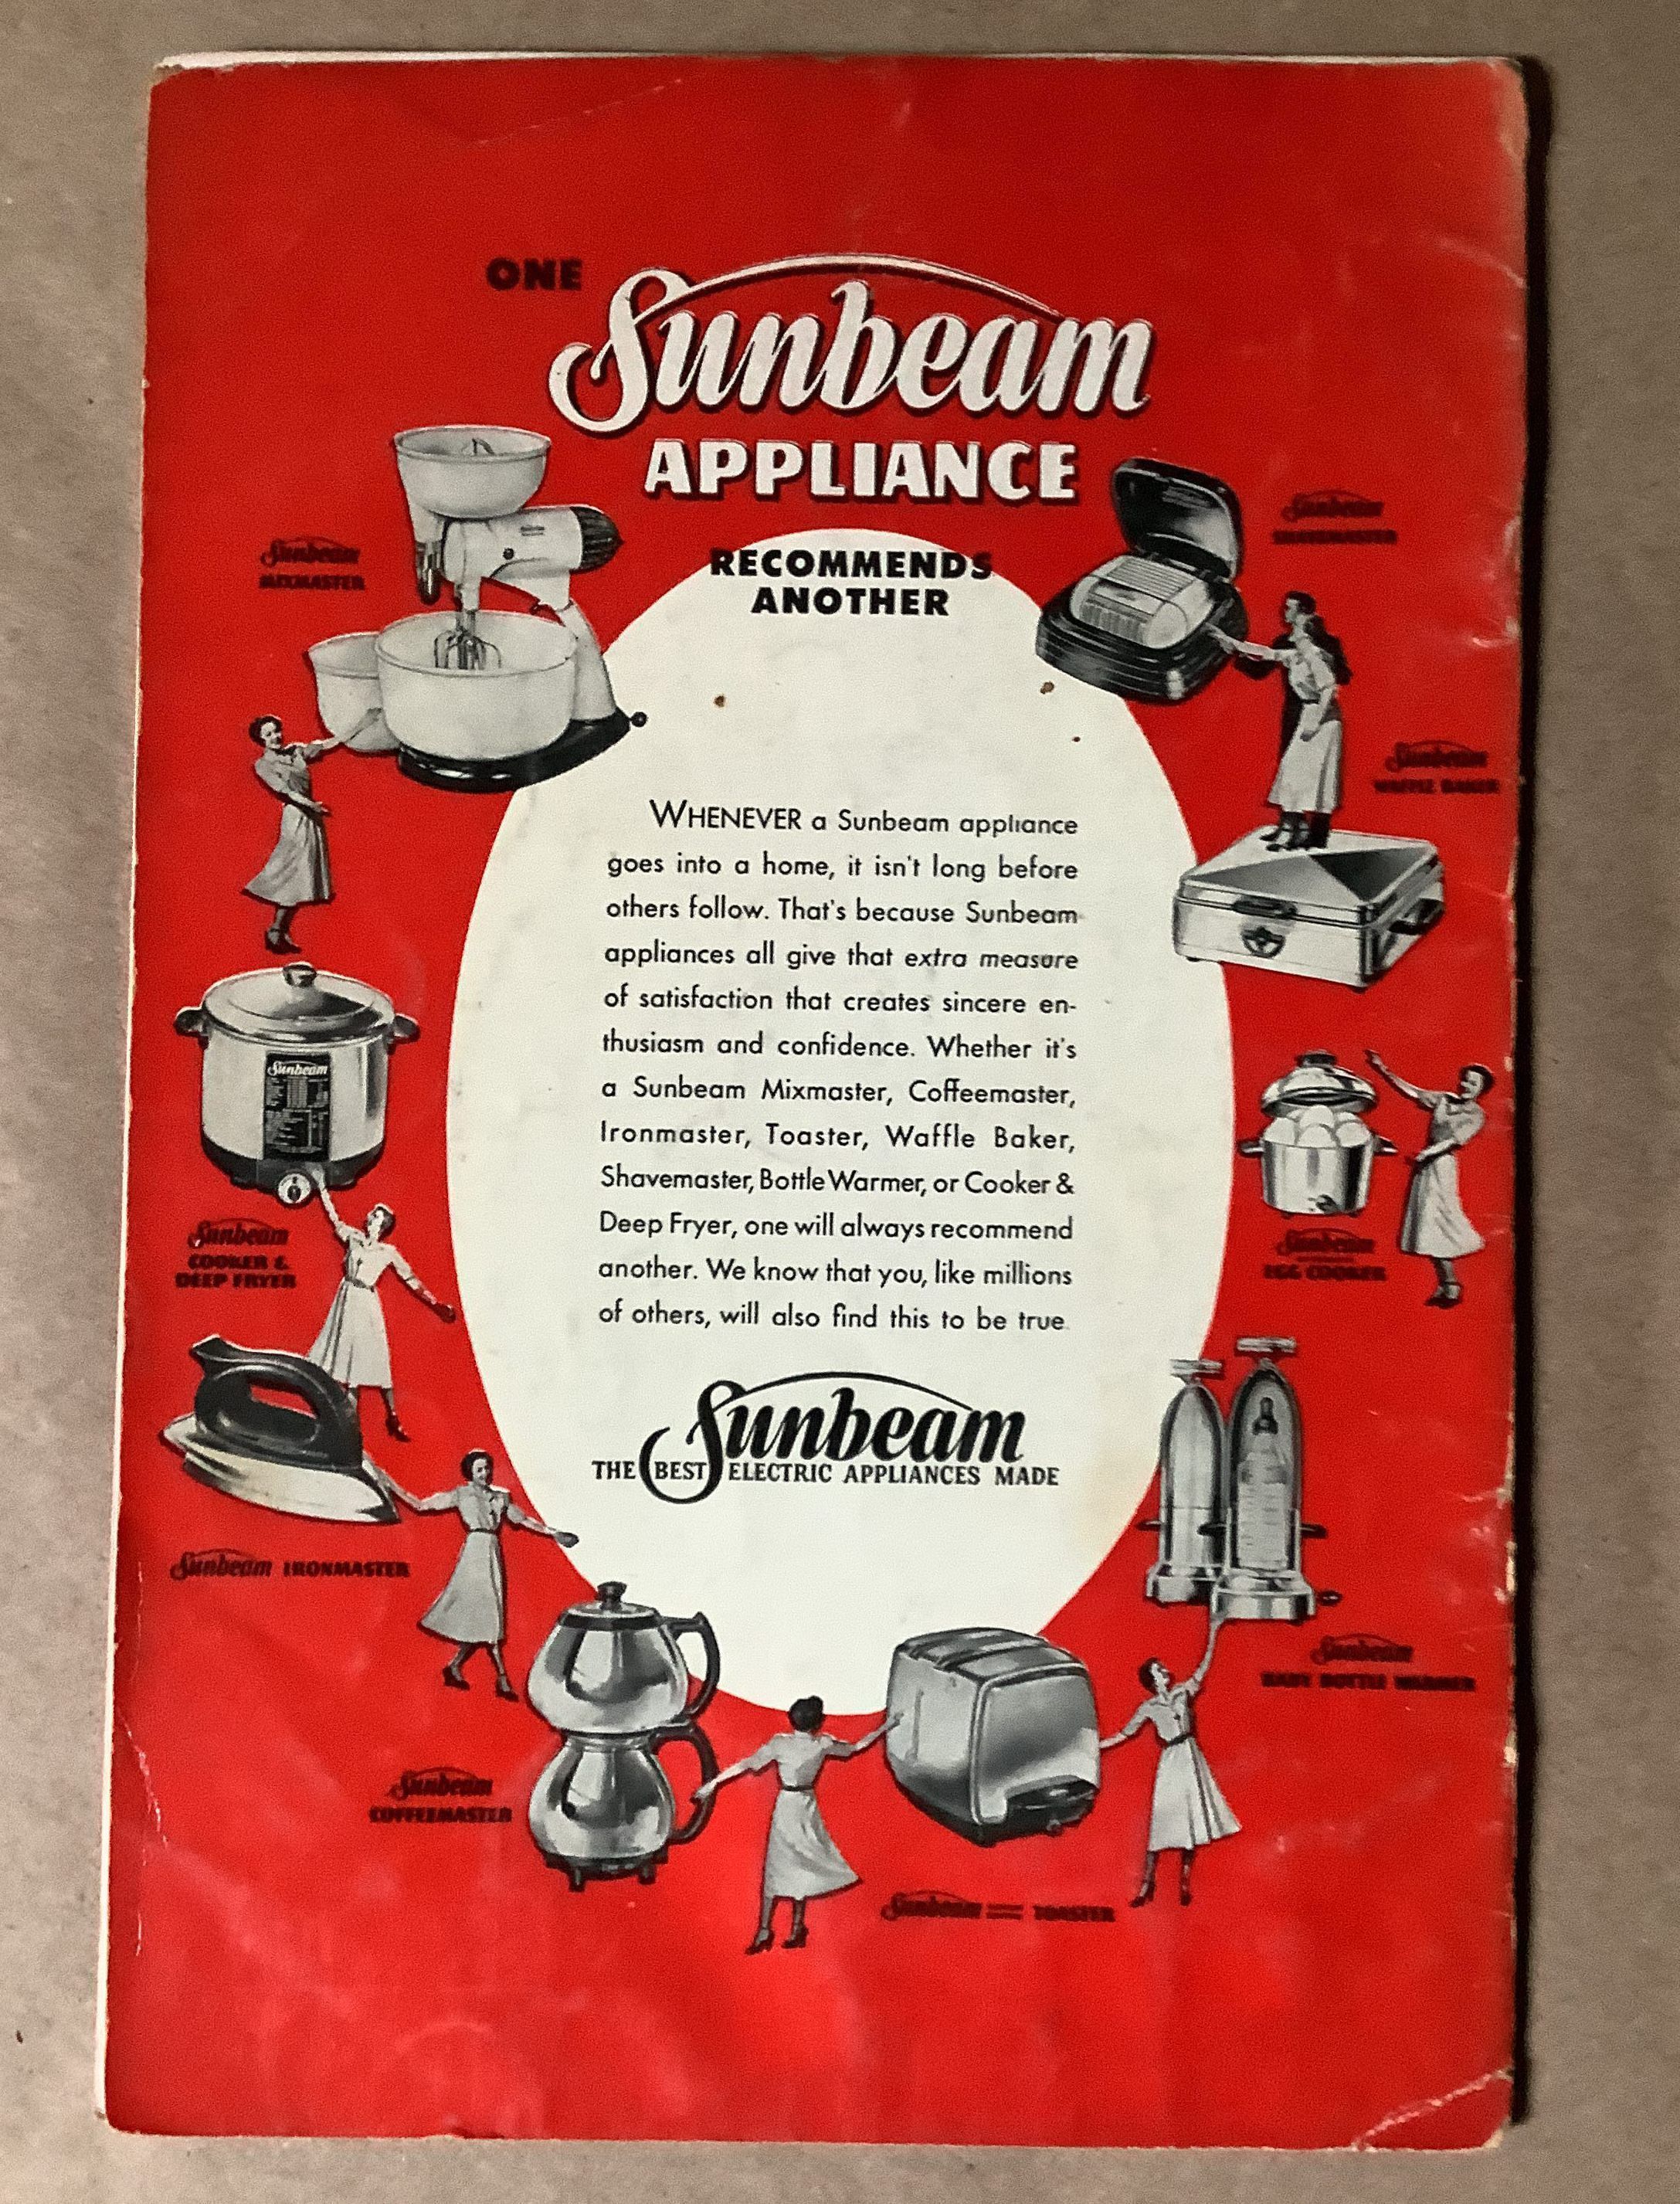 ONE
Sunbeam
APPLIANCE
RECOMMENDS
ANOTHER
Sunbeam
MIXMASTER
Sunbeam
SHAVEMASTER
Sunbeam
WAFFLE BAKER
WHENEVER a Sunbeam appliance
goes into a home, it isn't long before
others follow. That's because Sunbeam
appliances all give that extra measure
of satisfaction that creates sincere en-
thusiasm and confidence. Whether it's
a Sunbeam Mixmaster, Coffeemaster,
Ironmaster, Toaster, Waffle Baker,
Shavemaster, Bottle Warmer, or Cooker &
Deep Fryer, one will always recommend
another. We know that you, like millions
of others, will also find this to be true.
Sunbeam
THE BEST ELECTRIC APPLIANCES MADE
Sunbeam
Sunbeam
COOKER &
DEEP FRYER
Sunbeam
EGG COOKER
Sunbeam IRONMASTER
Sunbeam
BABY BOTTLE WARMER
Sunbeam
COFFEEMASTER
Sunbeam TOASTER